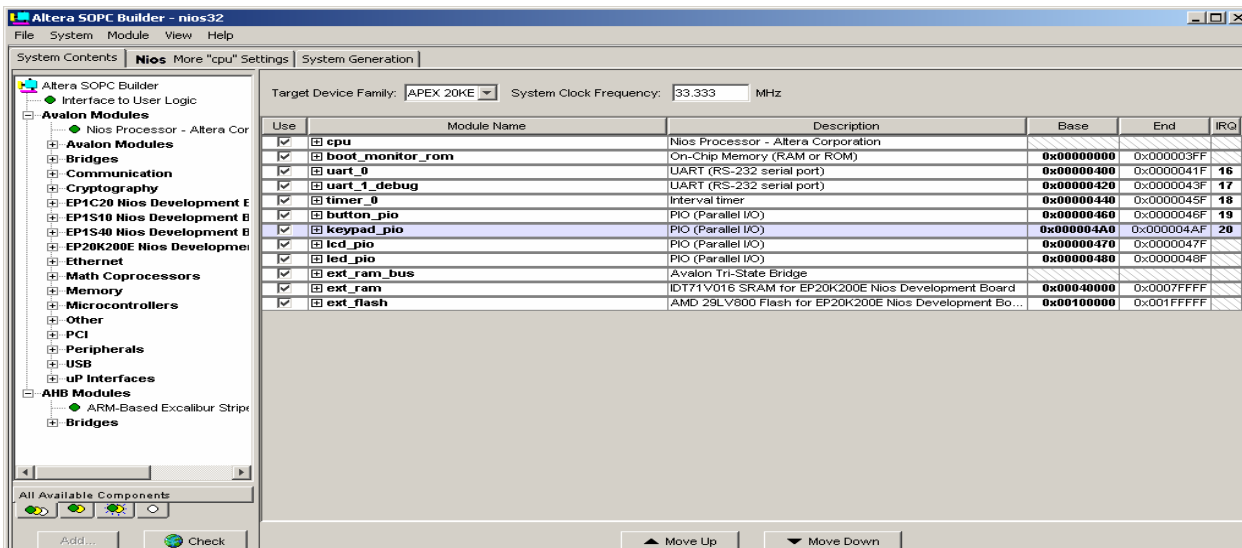 Altera SOPC Builder - nios32
File System Module View Help
System Contents Nios More "cpu" Settings System Generation
Altera SOPC Builder
Interface to User Logic
Avalon Modules
Nios Processor - Altera Cor
Avalon Modules
Bridges
Communication
Cryptography
EP1C20 Nios Development E
EP1S10 Nios Development B
EP1S40 Nios Development B
EP20K200E Nios Developmei
Ethernet
Math Coprocessors
Memory
Microcontrollers
Other
PCI
Peripherals
USB
uP Interfaces
AHB Modules
ARM-Based Excalibur Stripe
Bridges
All Available Components
Add... Check
Target Device Family: APEX 20KE System Clock Frequency: 33.333 MHz
Use Module Name Description Base End IRQ
cpu Nios Processor - Altera Corporation
boot_monitor_rom On-Chip Memory (RAM or ROM) 0x00000000 0x000003FF
uart_0 UART (RS-232 serial port) 0x00000400 0x0000041F 16
uart_1_debug UART (RS-232 serial port) 0x00000420 0x0000043F 17
timer_0 Interval timer 0x00000440 0x0000045F 18
button_pio PIO (Parallel I/O) 0x00000460 0x0000046F 19
keypad_pio PIO (Parallel I/O) 0x000004A0 0x000004AF 20
lcd_pio PIO (Parallel I/O) 0x00000470 0x0000047F
led_pio PIO (Parallel I/O) 0x00000480 0x0000048F
ext_ram_bus Avalon Tri-State Bridge
ext_ram IDT71V016 SRAM for EP20K200E Nios Development Board 0x00040000 0x0007FFFF
ext_flash AMD 29LV800 Flash for EP20K200E Nios Development Bo... 0x00100000 0x001FFFFF
Move Up Move Down